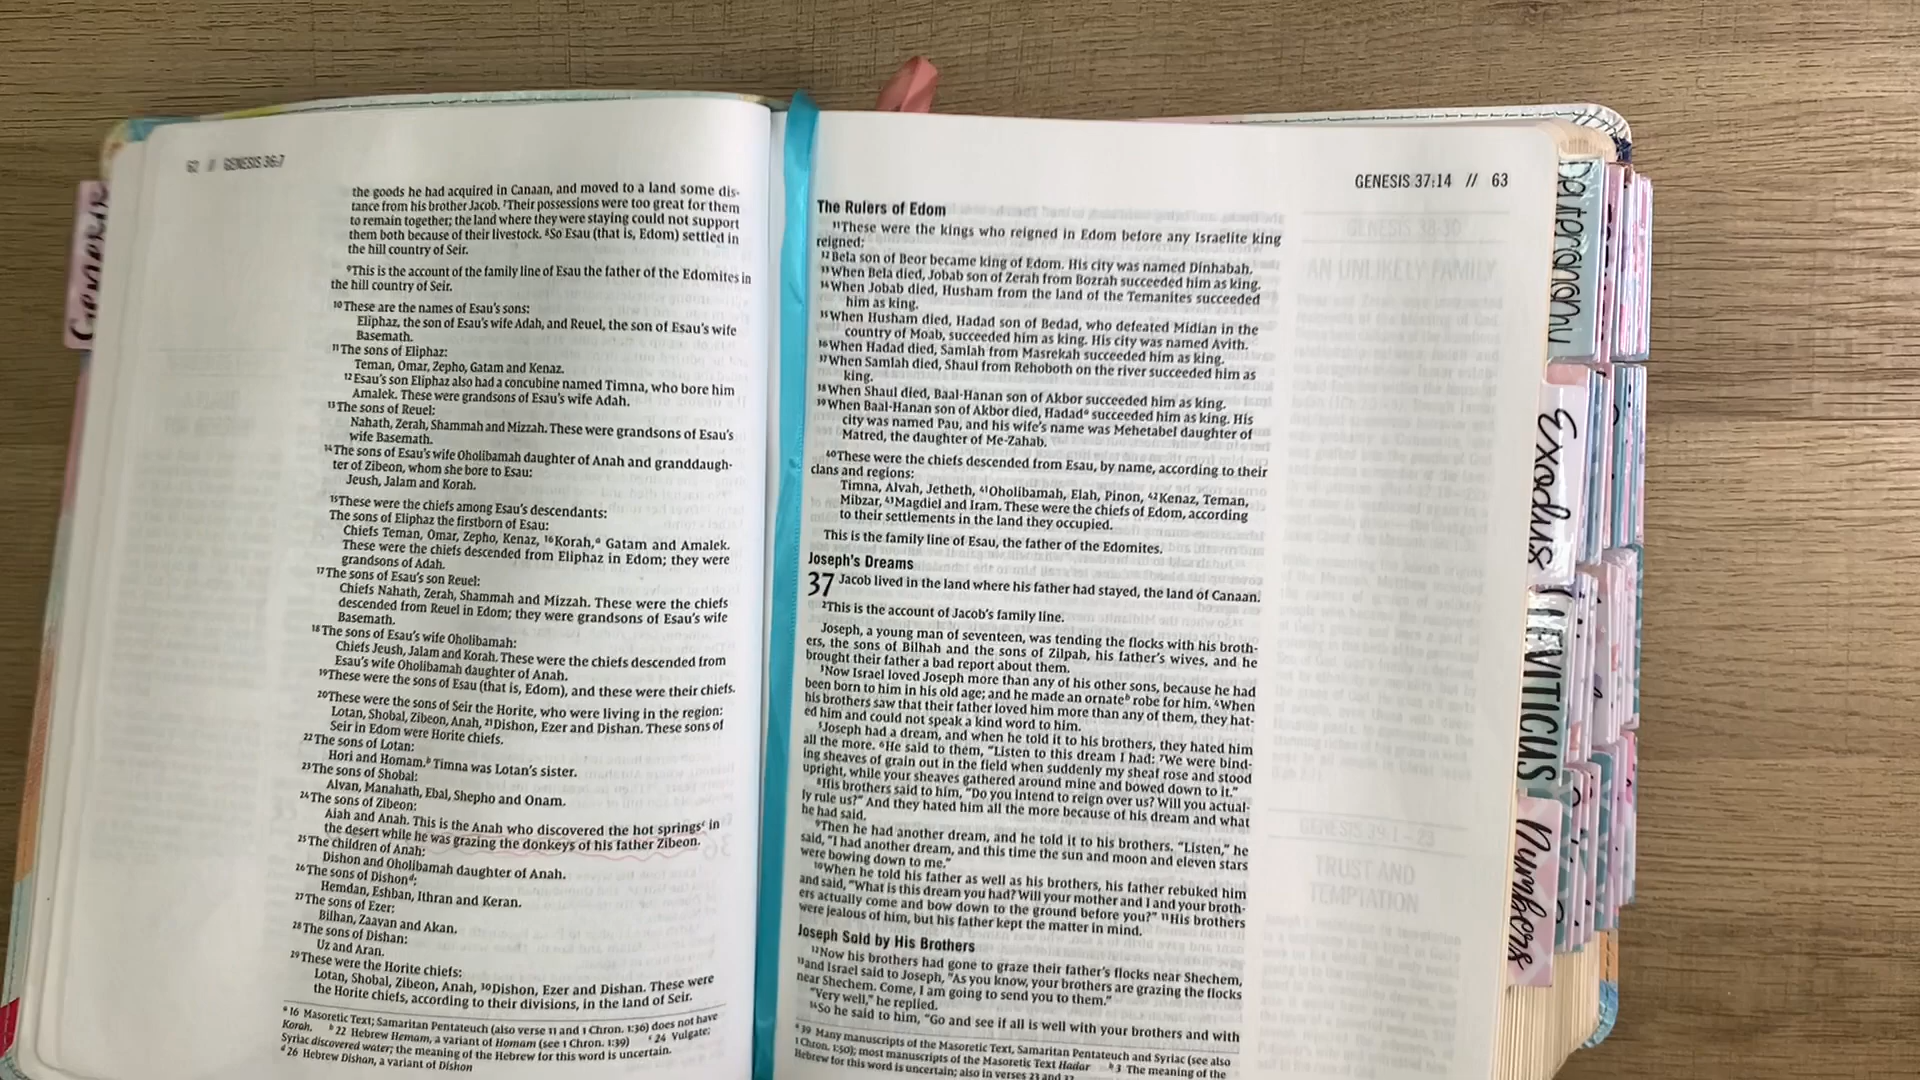 62 // GENESIS 36:7
the goods he had acquired in Canaan, and moved to a land some dis-
tance from his brother Jacob. 7Their possessions were too great for them
to remain together; the land where they were staying could not support
them both because of their livestock. 8So Esau (that is, Edom) settled in
the hill country of Seir.
9This is the account of the family line of Esau the father of the Edomites in
the hill country of Seir.
10These are the names of Esau's sons:
Eliphaz, the son of Esau's wife Adah, and Reuel, the son of Esau's wife
Basemath.
11The sons of Eliphaz:
Teman, Omar, Zepho, Gatam and Kenaz.
12Esau's son Eliphaz also had a concubine named Timna, who bore him
Amalek. These were grandsons of Esau's wife Adah.
13The sons of Reuel:
Nahath, Zerah, Shammah and Mizzah. These were grandsons of Esau's
wife Basemath.
14The sons of Esau's wife Oholibamah daughter of Anah and granddaugh-
ter of Zibeon, whom she bore to Esau:
Jeush, Jalam and Korah.
15These were the chiefs among Esau's descendants:
The sons of Eliphaz the firstborn of Esau:
Chiefs Teman, Omar, Zepho, Kenaz, 16Korah,a Gatam and Amalek.
These were the chiefs descended from Eliphaz in Edom; they were
grandsons of Adah.
17The sons of Esau's son Reuel:
Chiefs Nahath, Zerah, Shammah and Mizzah. These were the chiefs
descended from Reuel in Edom; they were grandsons of Esau's wife
Basemath.
18The sons of Esau's wife Oholibamah:
Chiefs Jeush, Jalam and Korah. These were the chiefs descended from
Esau's wife Oholibamah daughter of Anah.
19These were the sons of Esau (that is, Edom), and these were their chiefs.
20These were the sons of Seir the Horite, who were living in the region:
Lotan, Shobal, Zibeon, Anah, 21Dishon, Ezer and Dishan. These sons of
Seir in Edom were Horite chiefs.
22The sons of Lotan:
Hori and Homam.b Timna was Lotan's sister.
23The sons of Shobal:
Alvan, Manahath, Ebal, Shepho and Onam.
24The sons of Zibeon:
Aiah and Anah. This is the Anah who discovered the hot springsc in
the desert while he was grazing the donkeys of his father Zibeon.
25The children of Anah:
Dishon and Oholibamah daughter of Anah.
26The sons of Dishond:
Hemdan, Eshban, Ithran and Keran.
27The sons of Ezer:
Bilhan, Zaavan and Akan.
28The sons of Dishan:
Uz and Aran.
29These were the Horite chiefs:
Lotan, Shobal, Zibeon, Anah, 30Dishon, Ezer and Dishan. These were
the Horite chiefs, according to their divisions, in the land of Seir.
a 16 Masoretic Text; Samaritan Pentateuch (also verse 11 and 1 Chron. 1:36) does not have
Korah. b 22 Hebrew Hemam, a variant of Homam (see 1 Chron. 1:39) c 24 Vulgate;
Syriac discovered water; the meaning of the Hebrew for this word is uncertain.
d 26 Hebrew Dishan, a variant of Dishon
GENESIS 37:14 // 63
The Rulers of Edom
31These were the kings who reigned in Edom before any Israelite king
reigned:
32Bela son of Beor became king of Edom. His city was named Dinhabah.
33When Bela died, Jobab son of Zerah from Bozrah succeeded him as king.
34When Jobab died, Husham from the land of the Temanites succeeded
him as king.
35When Husham died, Hadad son of Bedad, who defeated Midian in the
country of Moab, succeeded him as king. His city was named Avith.
36When Hadad died, Samlah from Masrekah succeeded him as king.
37When Samlah died, Shaul from Rehoboth on the river succeeded him as
king.
38When Shaul died, Baal-Hanan son of Akbor succeeded him as king.
39When Baal-Hanan son of Akbor died, Hadada succeeded him as king. His
city was named Pau, and his wife's name was Mehetabel daughter of
Matred, the daughter of Me-Zahab.
40These were the chiefs descended from Esau, by name, according to their
clans and regions:
Timna, Alvah, Jetheth, 41Oholibamah, Elah, Pinon, 42Kenaz, Teman,
Mibzar, 43Magdiel and Iram. These were the chiefs of Edom, according
to their settlements in the land they occupied.
This is the family line of Esau, the father of the Edomites.
Joseph's Dreams
37 Jacob lived in the land where his father had stayed, the land of Canaan.
2This is the account of Jacob's family line.
Joseph, a young man of seventeen, was tending the flocks with his broth-
ers, the sons of Bilhah and the sons of Zilpah, his father's wives, and he
brought their father a bad report about them.
3Now Israel loved Joseph more than any of his other sons, because he had
been born to him in his old age; and he made an ornateb robe for him. 4When
his brothers saw that their father loved him more than any of them, they hat-
ed him and could not speak a kind word to him.
5Joseph had a dream, and when he told it to his brothers, they hated him
all the more. 6He said to them, "Listen to this dream I had: 7We were bind-
ing sheaves of grain out in the field when suddenly my sheaf rose and stood
upright, while your sheaves gathered around mine and bowed down to it."
8His brothers said to him, "Do you intend to reign over us? Will you actual-
ly rule us?" And they hated him all the more because of his dream and what
he had said.
9Then he had another dream, and he told it to his brothers. "Listen," he
said, "I had another dream, and this time the sun and moon and eleven stars
were bowing down to me."
10When he told his father as well as his brothers, his father rebuked him
and said, "What is this dream you had? Will your mother and I and your broth-
ers actually come and bow down to the ground before you?" 11His brothers
were jealous of him, but his father kept the matter in mind.
Joseph Sold by His Brothers
12Now his brothers had gone to graze their father's flocks near Shechem,
13and Israel said to Joseph, "As you know, your brothers are grazing the flocks
near Shechem. Come, I am going to send you to them."
"Very well," he replied.
14So he said to him, "Go and see if all is well with your brothers and with
a 39 Many manuscripts of the Masoretic Text, Samaritan Pentateuch and Syriac (see also
1 Chron. 1:50); most manuscripts of the Masoretic Text Hadar b 3 The meaning of the
Hebrew for this word is uncertain; also in verses 23 and 32.
Genesis
Deuteronomy
Exodus
LEVITICUS
Numbers